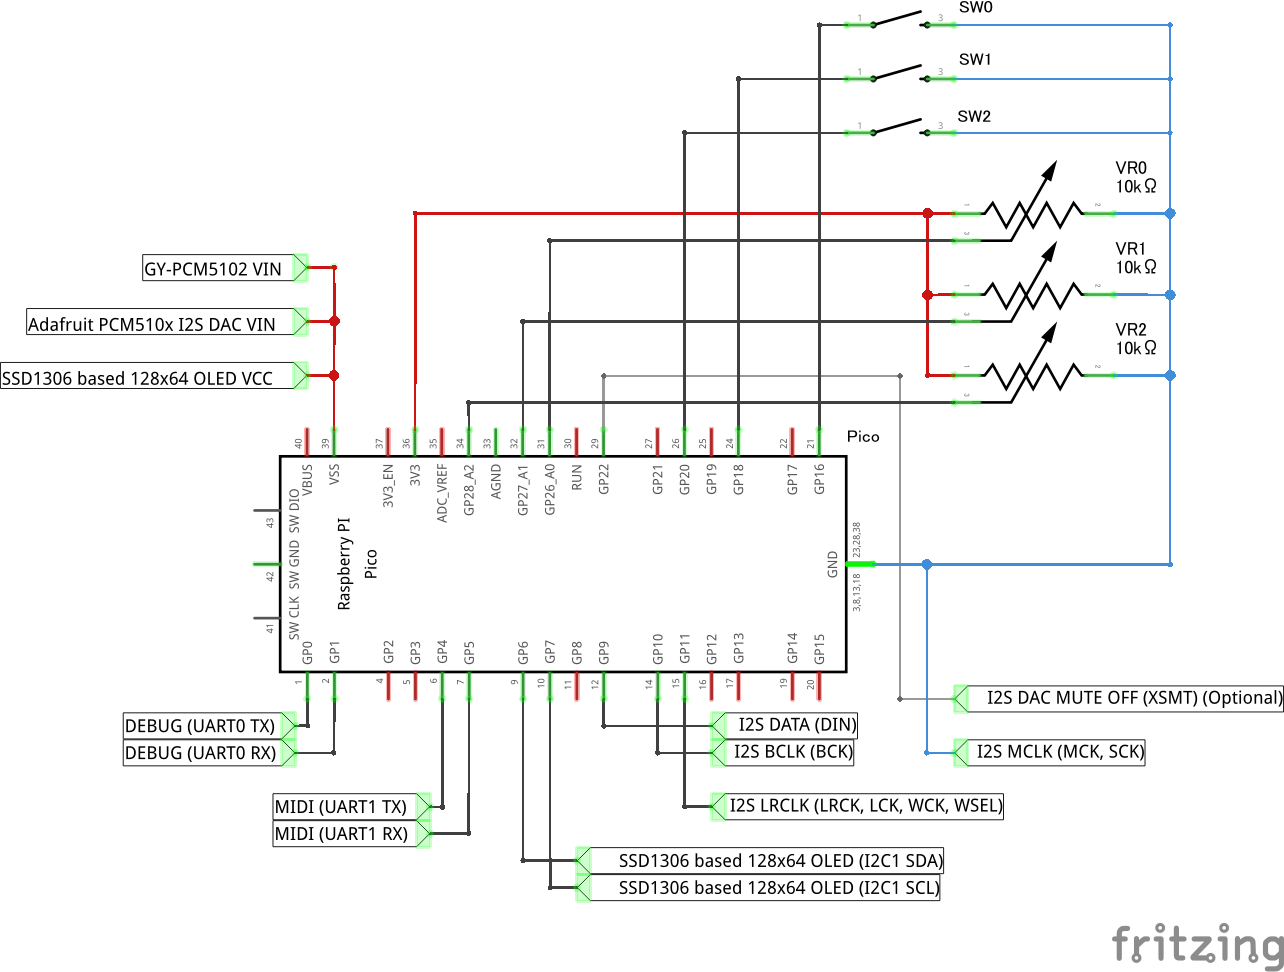 SW0
1 3
SW1
1 3
SW2
1 3
VR0
10kΩ
1 2
3
VR1
10kΩ
1 2
3
VR2
10kΩ
1 2
3
GY-PCM5102 VIN
Adafruit PCM510x I2S DAC VIN
SSD1306 based 128x64 OLED VCC
Pico
40 39 37 36 35 34 33 32 31 30 29 27 26 25 24 22 21
VBUS VSS 3V3_EN 3V3 ADC_VREF GP28_A2 AGND GP27_A1 GP26_A0 RUN GP22 GP21 GP20 GP19 GP18 GP17 GP16
43 SW DIO
42 SW GND
41 SW CLK
Raspberry PI
Pico
GND
23,28,38
3,8,13,18
GP0 GP1 GP2 GP3 GP4 GP5 GP6 GP7 GP8 GP9 GP10 GP11 GP12 GP13 GP14 GP15
1 2 4 5 6 7 9 10 11 12 14 15 16 17 19 20
I2S DAC MUTE OFF (XSMT) (Optional)
DEBUG (UART0 TX)
I2S DATA (DIN)
DEBUG (UART0 RX)
I2S BCLK (BCK)
I2S MCLK (MCK, SCK)
MIDI (UART1 TX)
I2S LRCLK (LRCK, LCK, WCK, WSEL)
MIDI (UART1 RX)
SSD1306 based 128x64 OLED (I2C1 SDA)
SSD1306 based 128x64 OLED (I2C1 SCL)
fritzing